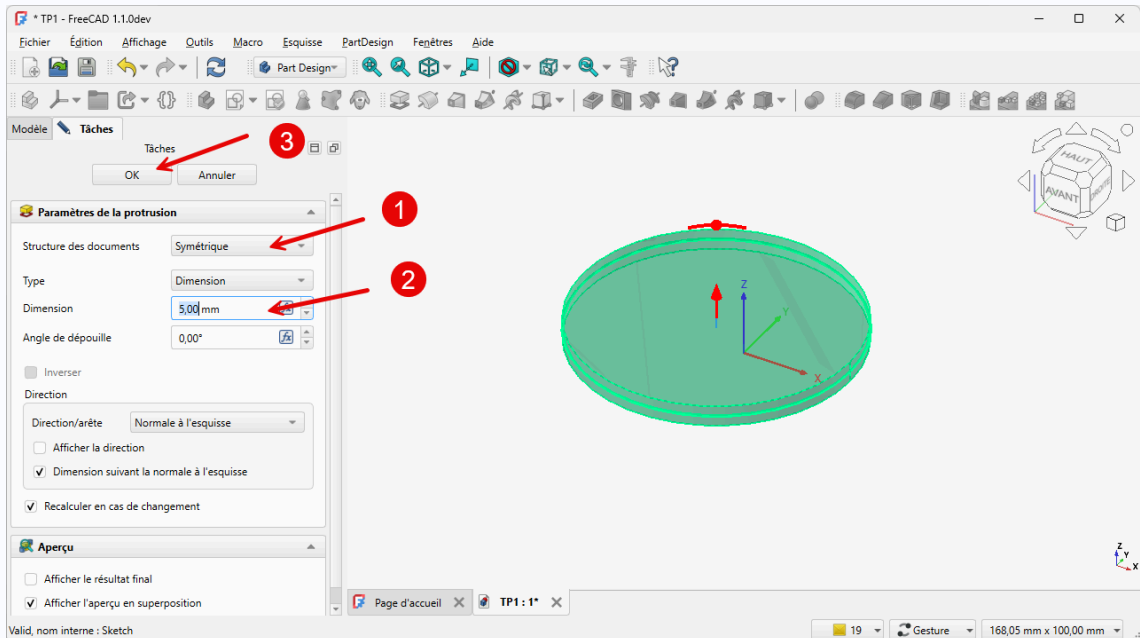 * TP1 - FreeCAD 1.1.0dev
Fichier Édition Affichage Outils Macro Esquisse PartDesign Fenêtres Aide
Part Design
Modèle Tâches
Tâches
3
OK Annuler
Paramètres de la protrusion
1
Structure des documents Symétrique
Type Dimension
2
Dimension 5,00 mm
Angle de dépouille 0,00°
Inverser
Direction
Direction/arête Normale à l'esquisse
Afficher la direction
Dimension suivant la normale à l'esquisse
Recalculer en cas de changement
Aperçu
Afficher le résultat final
Afficher l'aperçu en superposition
HAUT
AVANT DROITE
Z
Y
X
Z
Y
X
Page d'accueil TP1 : 1*
Valid, nom interne : Sketch
19 Gesture 168,05 mm x 100,00 mm